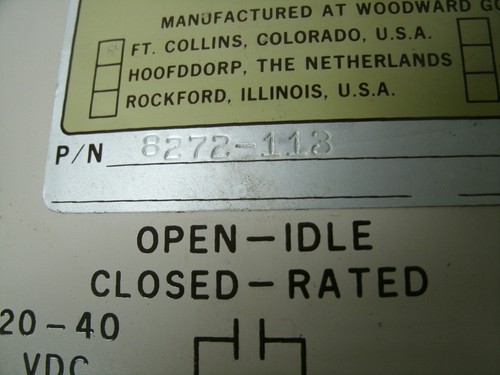 MANUFACTURED AT WOODWARD GO
FT. COLLINS, COLORADO, U.S.A.
HOOFDDORP, THE NETHERLANDS
ROCKFORD, ILLINOIS, U.S.A.
P/N 8272-113
OPEN-IDLE
CLOSED-RATED
20-40
VDC